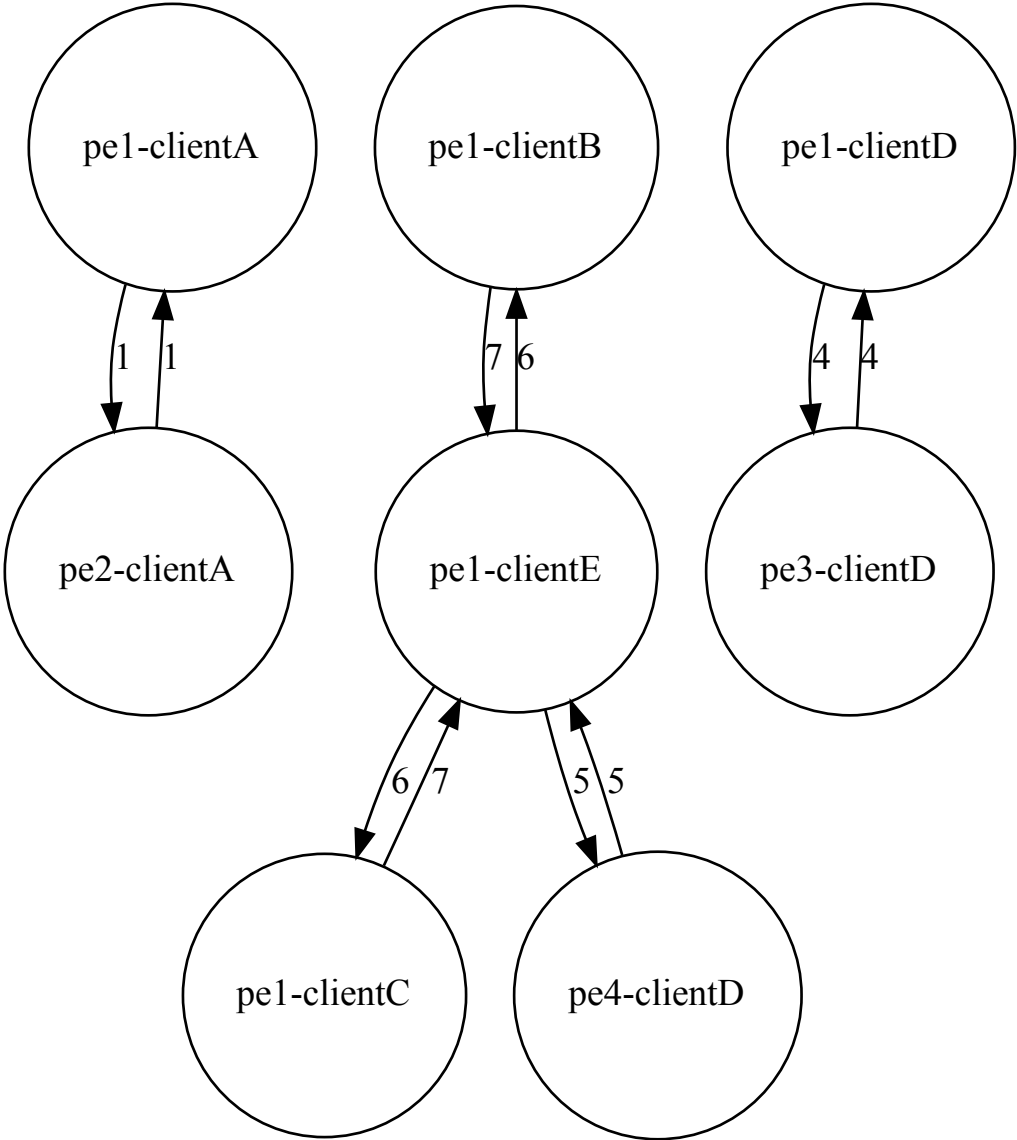 pe1-clientA
pe1-clientB
pe1-clientD
1
1
7
6
4
4
pe2-clientA
pe1-clientE
pe3-clientD
6
7
5
5
pe1-clientC
pe4-clientD